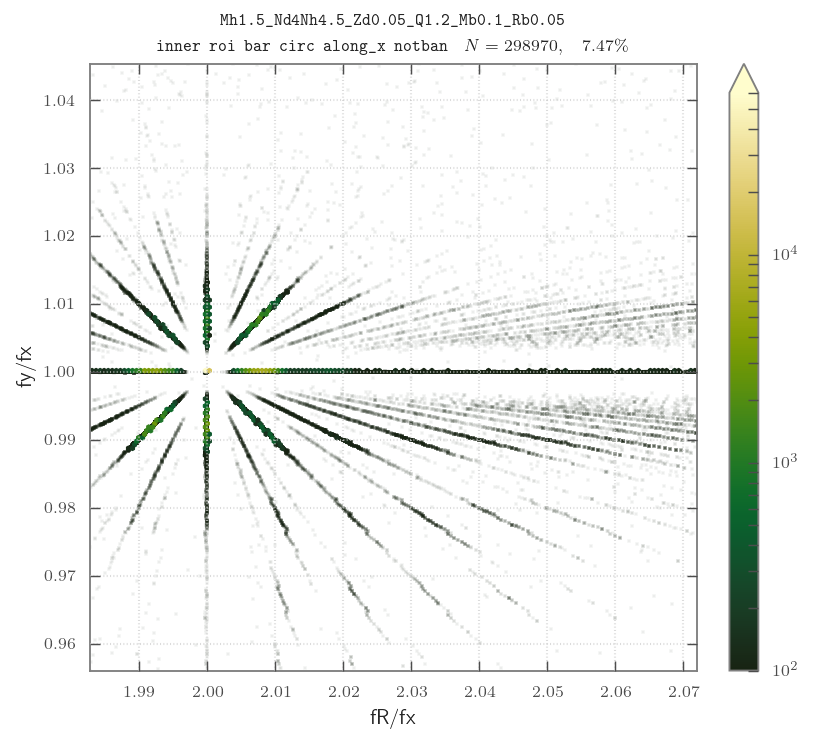 Mh1.5_Nd4Nh4.5_Zd0.05_Q1.2_Mb0.1_Rb0.05
inner roi bar circ along_x notban N = 298970, 7.47%
1.04
1.03
1.02
1.01
1.00
0.99
0.98
0.97
0.96
fy/fx
1.99 2.00 2.01 2.02 2.03 2.04 2.05 2.06 2.07
fR/fx
10^4
10^3
10^2